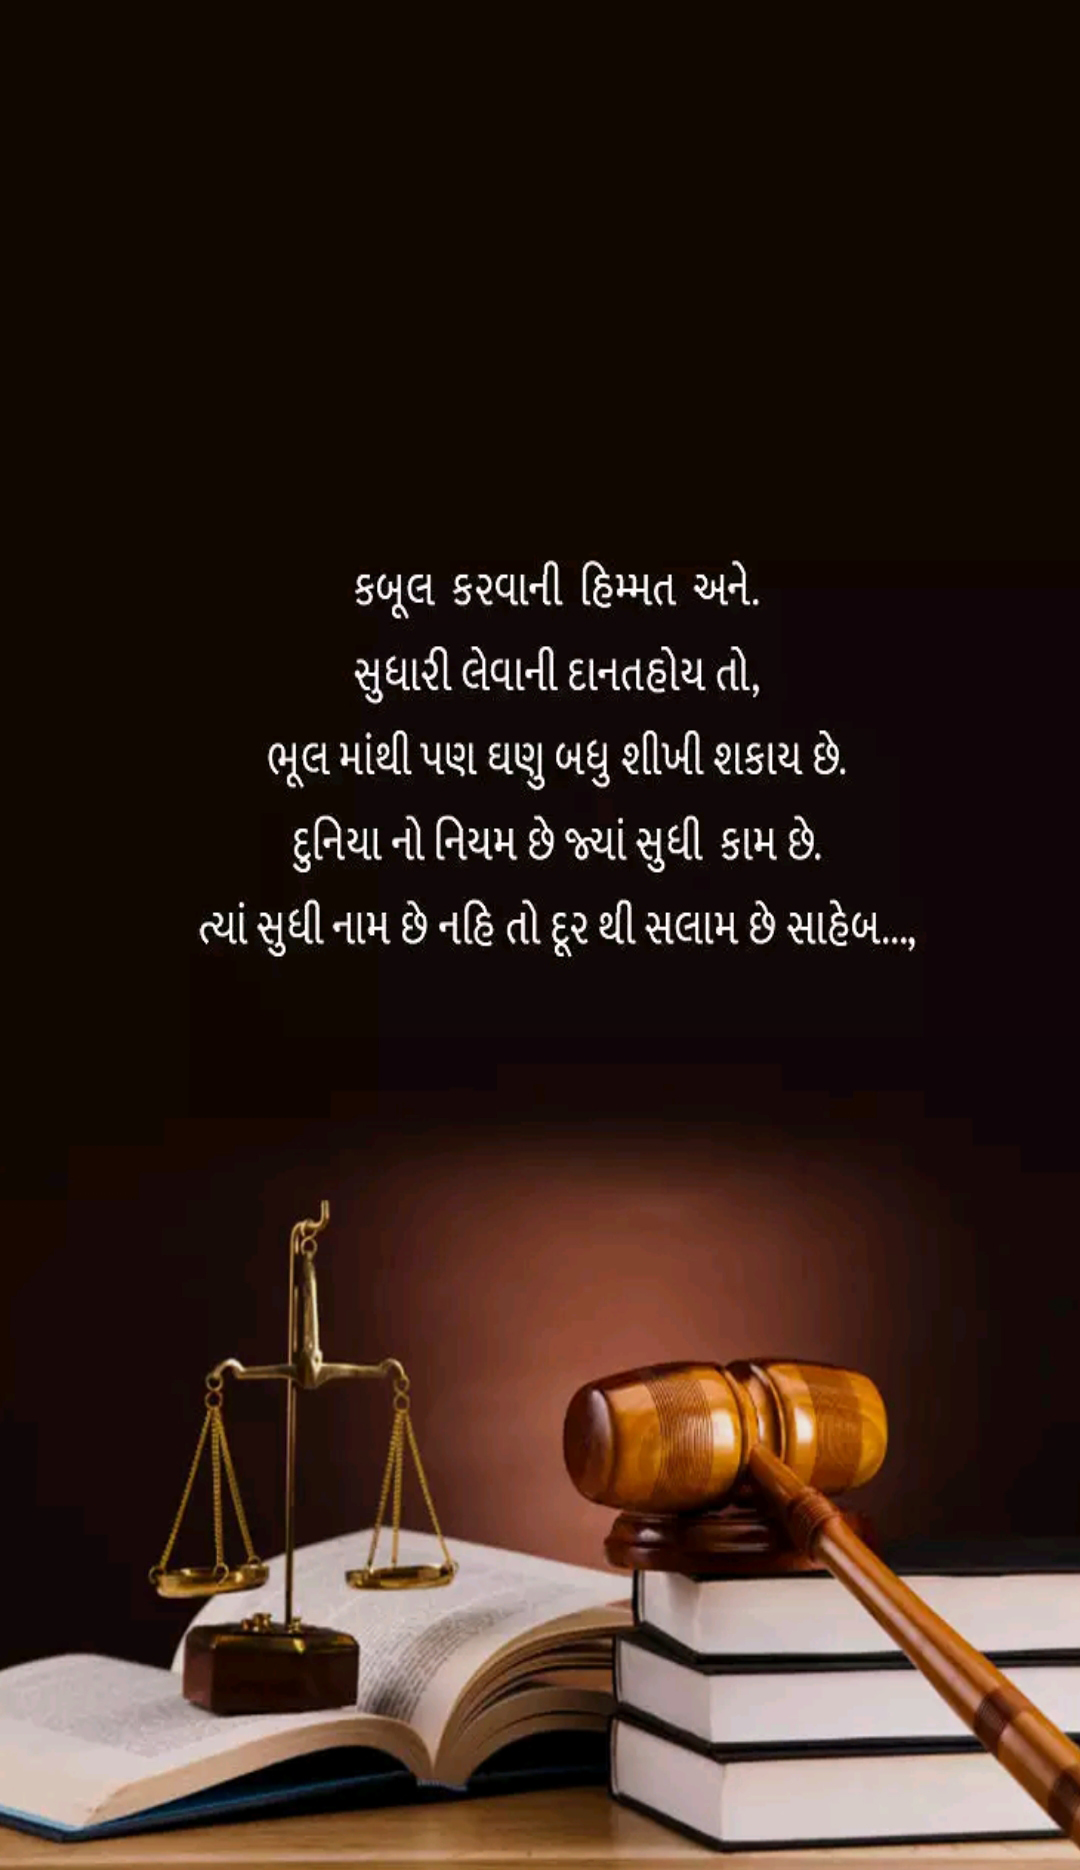 કબૂલ કરવાની હિમ્મત અને.
સુધારી લેવાની દાનતહોય તો,
ભૂલ માંથી પણ ઘણુ બધુ શીખી શકાય છે.
દુનિયા નો નિયમ છે જ્યાં સુધી કામ છે.
ત્યાં સુધી નામ છે નહિ તો દૂર થી સલામ છે સાહેબ...,